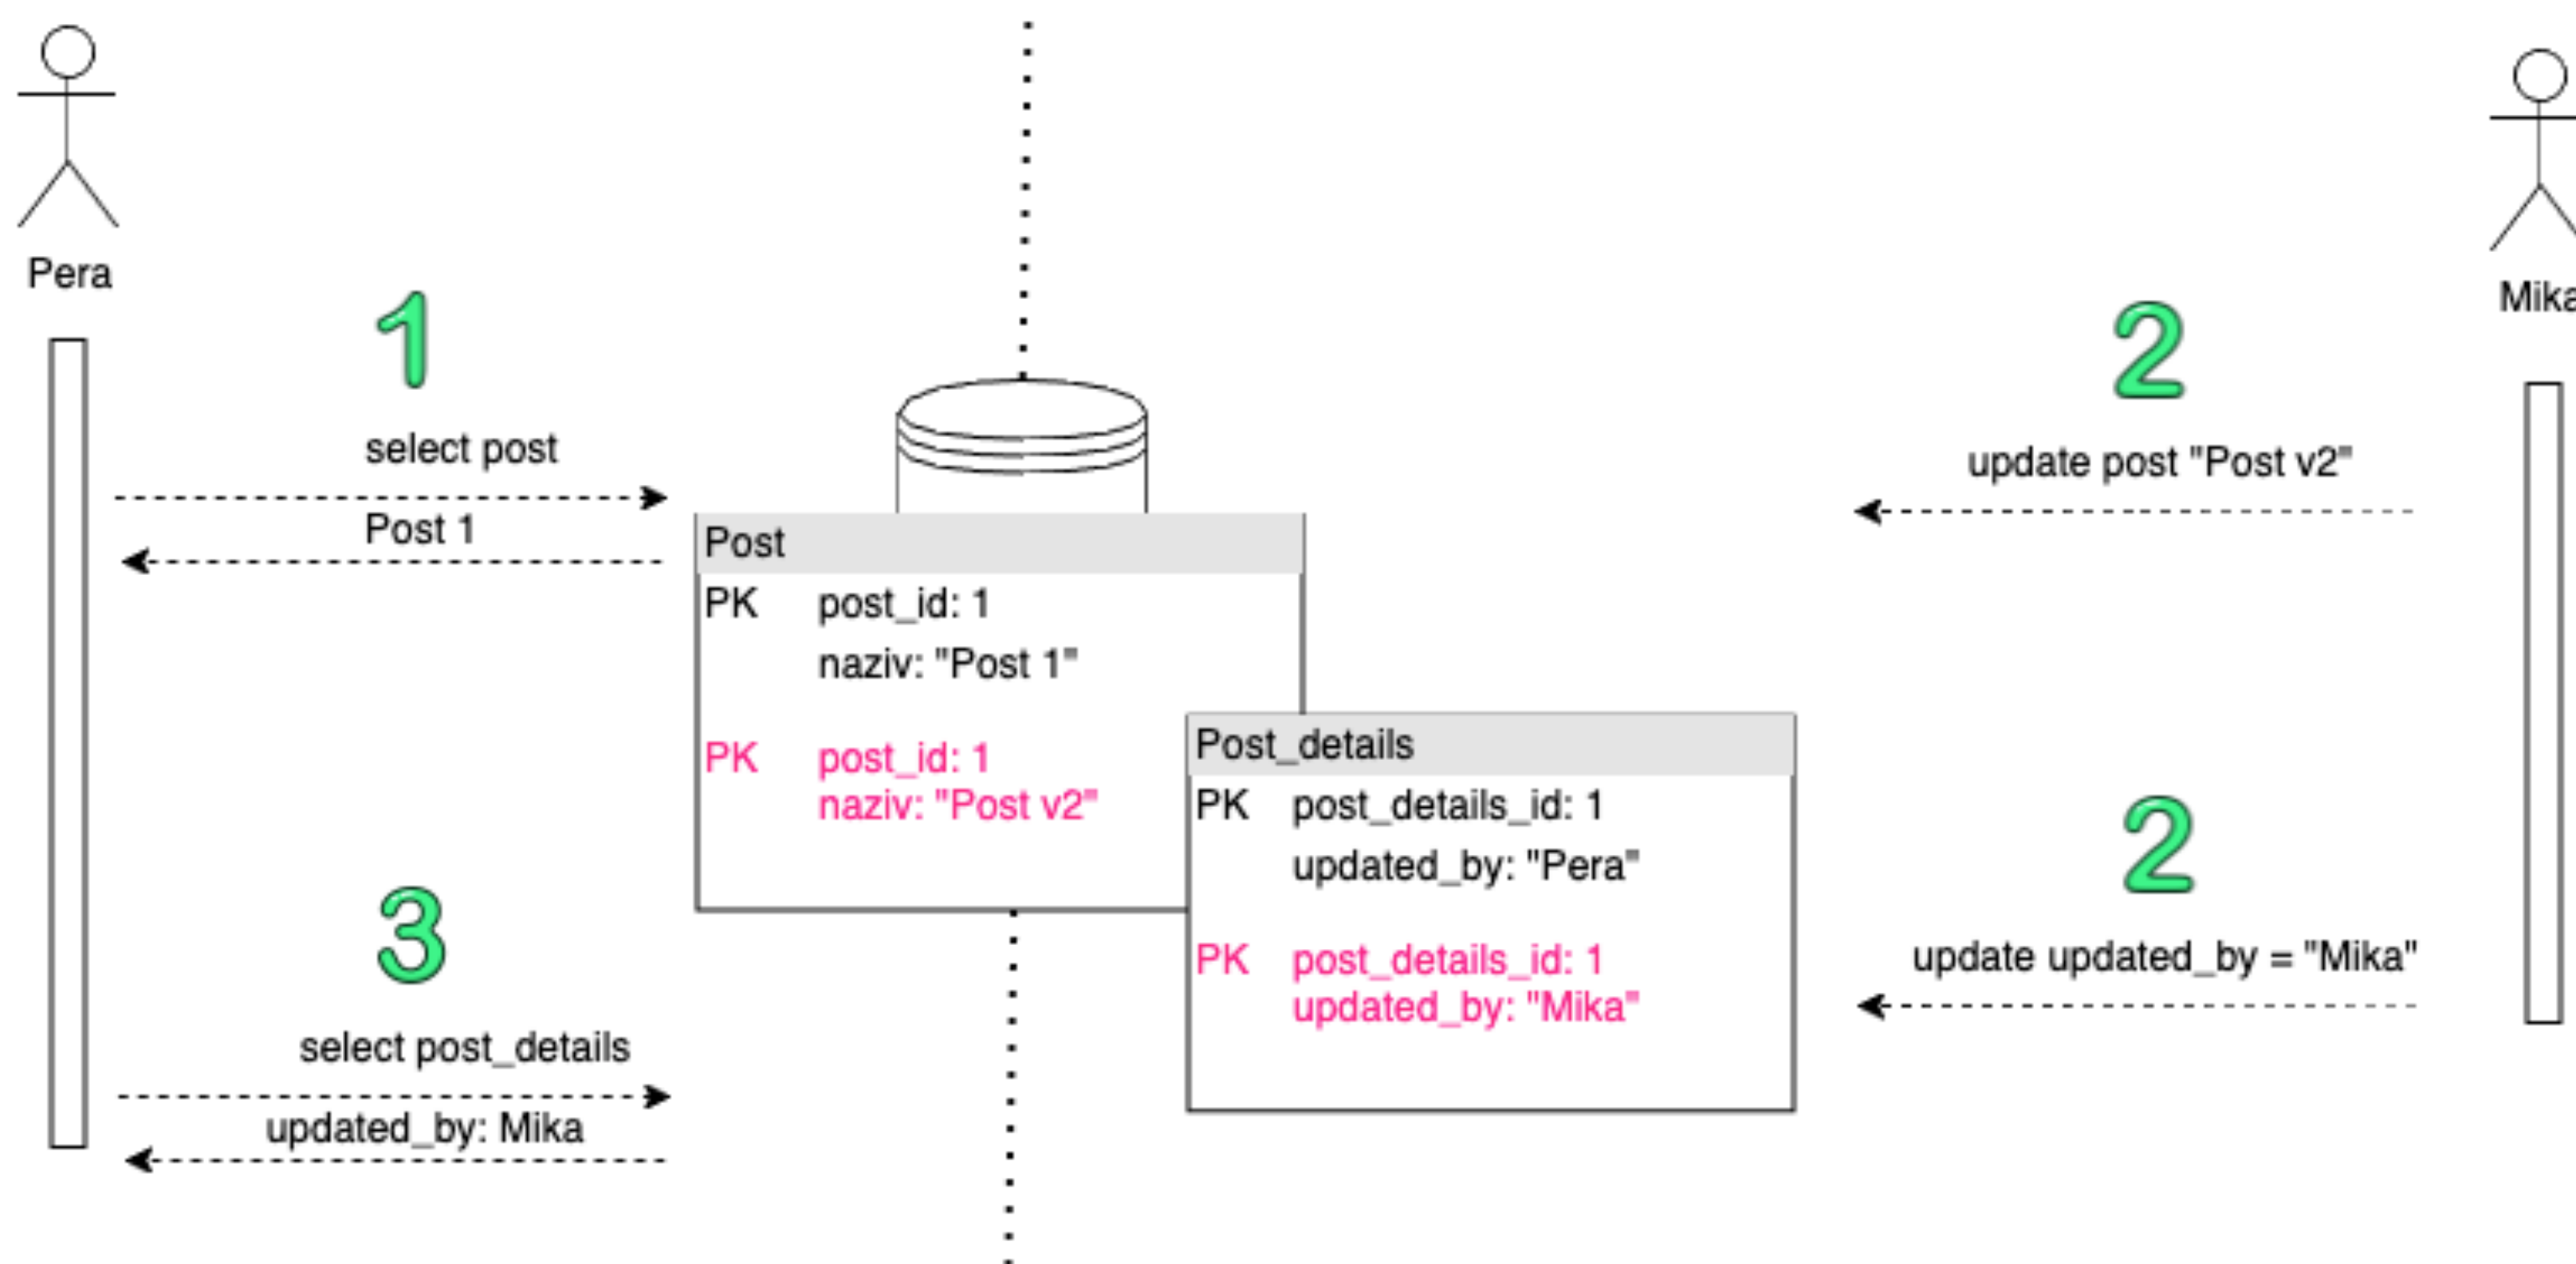 Pera
1
select post
Post 1
3
select post_details
updated_by: Mika
Post
PK post_id: 1
naziv: "Post 1"
PK post_id: 1
naziv: "Post v2"
Post_details
PK post_details_id: 1
updated_by: "Pera"
PK post_details_id: 1
updated_by: "Mika"
Mika
2
update post "Post v2"
2
update updated_by = "Mika"